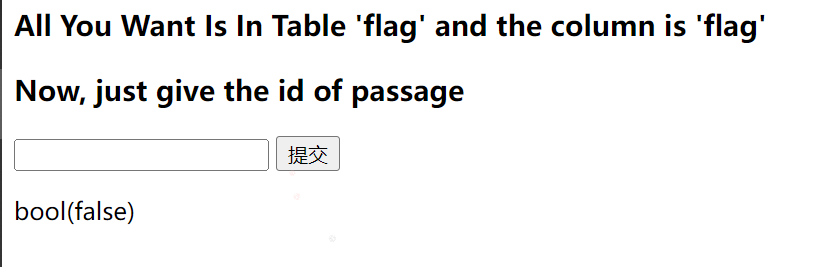 All You Want Is In Table 'flag' and the column is 'flag'
Now, just give the id of passage
提交
bool(false)